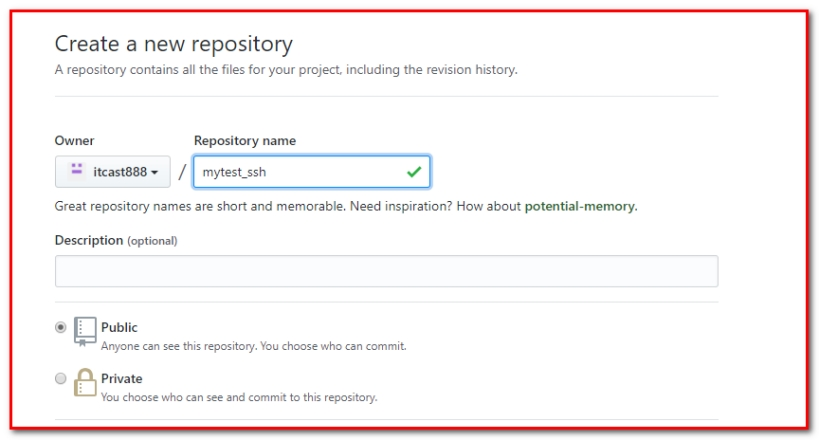 Create a new repository
A repository contains all the files for your project, including the revision history.
Owner Repository name
itcast888 / mytest_ssh
Great repository names are short and memorable. Need inspiration? How about potential-memory.
Description (optional)
Public
Anyone can see this repository. You choose who can commit.
Private
You choose who can see and commit to this repository.